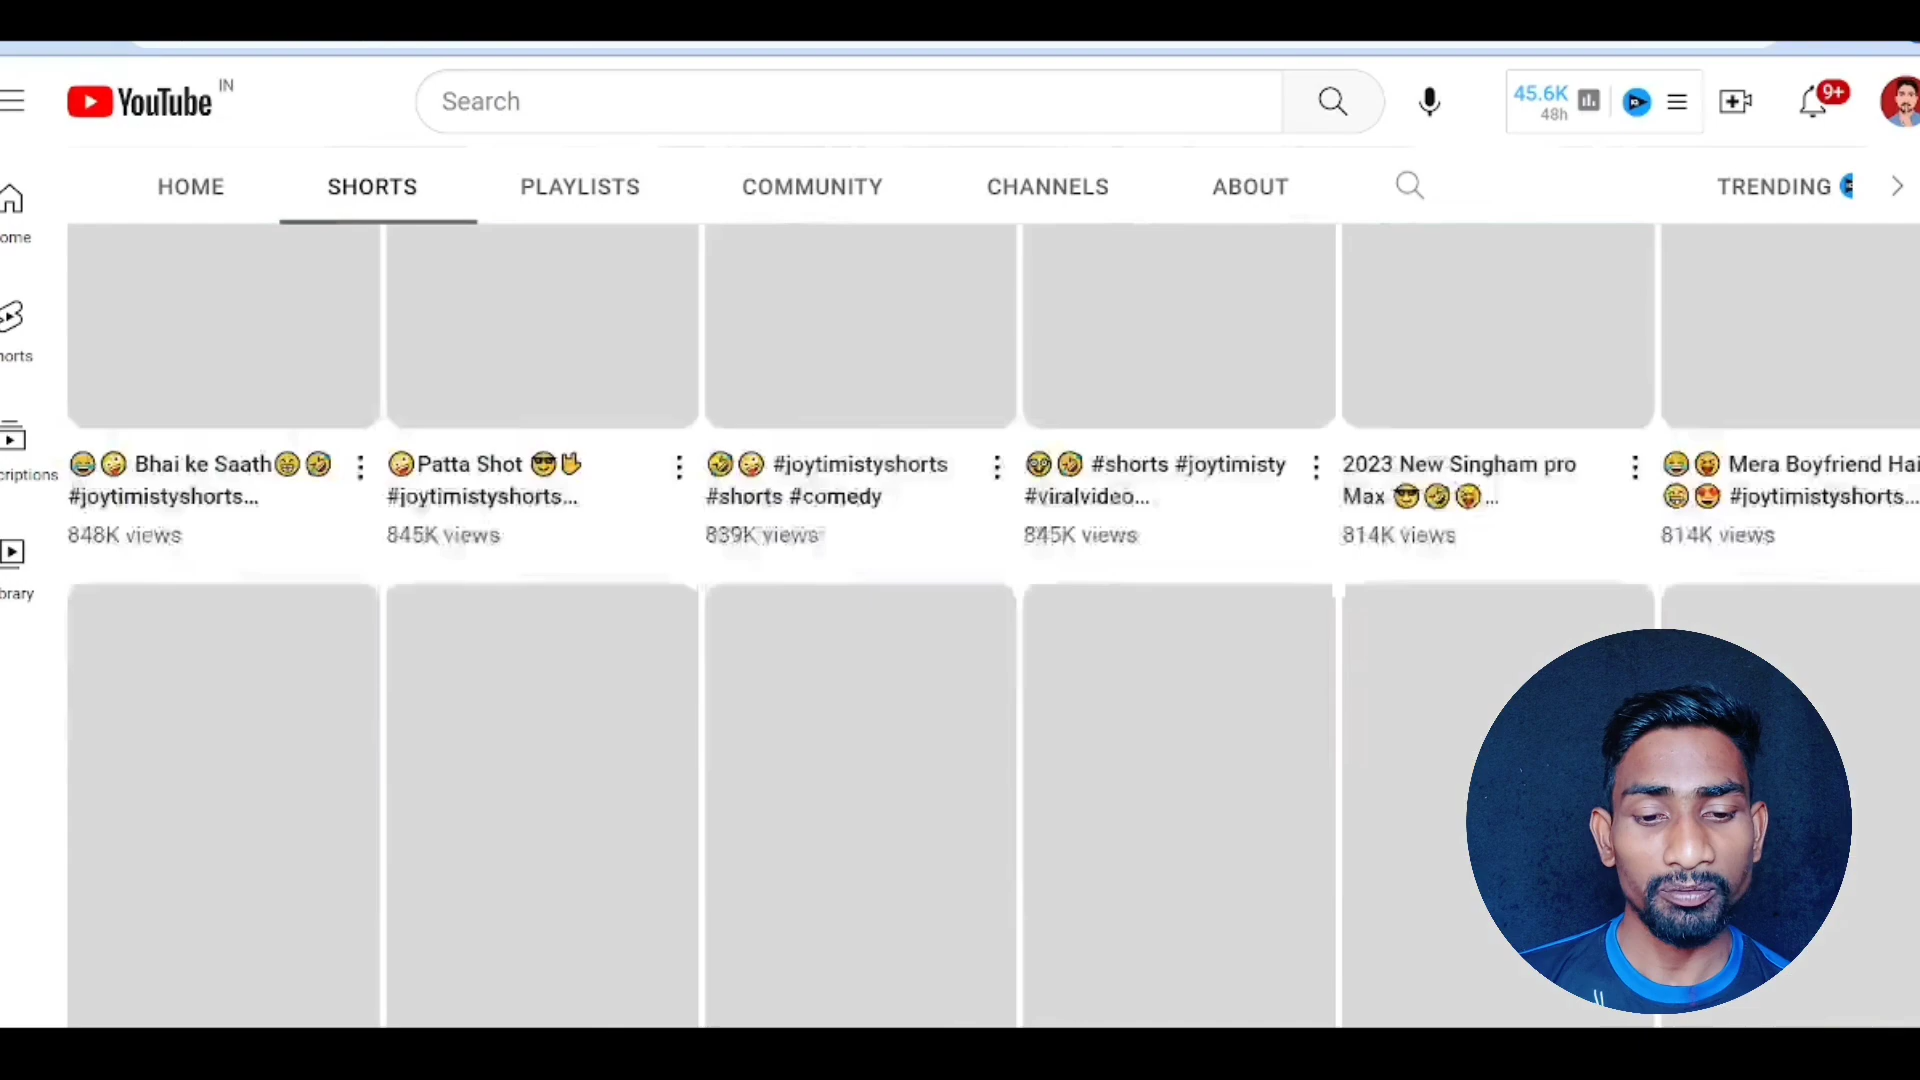 YouTube IN
Search
45.6K
48h
9+
HOME
SHORTS
PLAYLISTS
COMMUNITY
CHANNELS
ABOUT
TRENDING
ome
horts
criptions
brary
😂🤪 Bhai ke Saath😁🤣
#joytimistyshorts...
848K views
🤪Patta Shot 😎🤟
#joytimistyshorts...
845K views
🤣🤪 #joytimistyshorts
#shorts #comedy
839K views
🤓🤣 #shorts #joytimisty
#viralvideo...
845K views
2023 New Singham pro
Max 😎🤣😝...
814K views
😂😝 Mera Boyfriend Hai
😁😍 #joytimistyshorts...
814K views